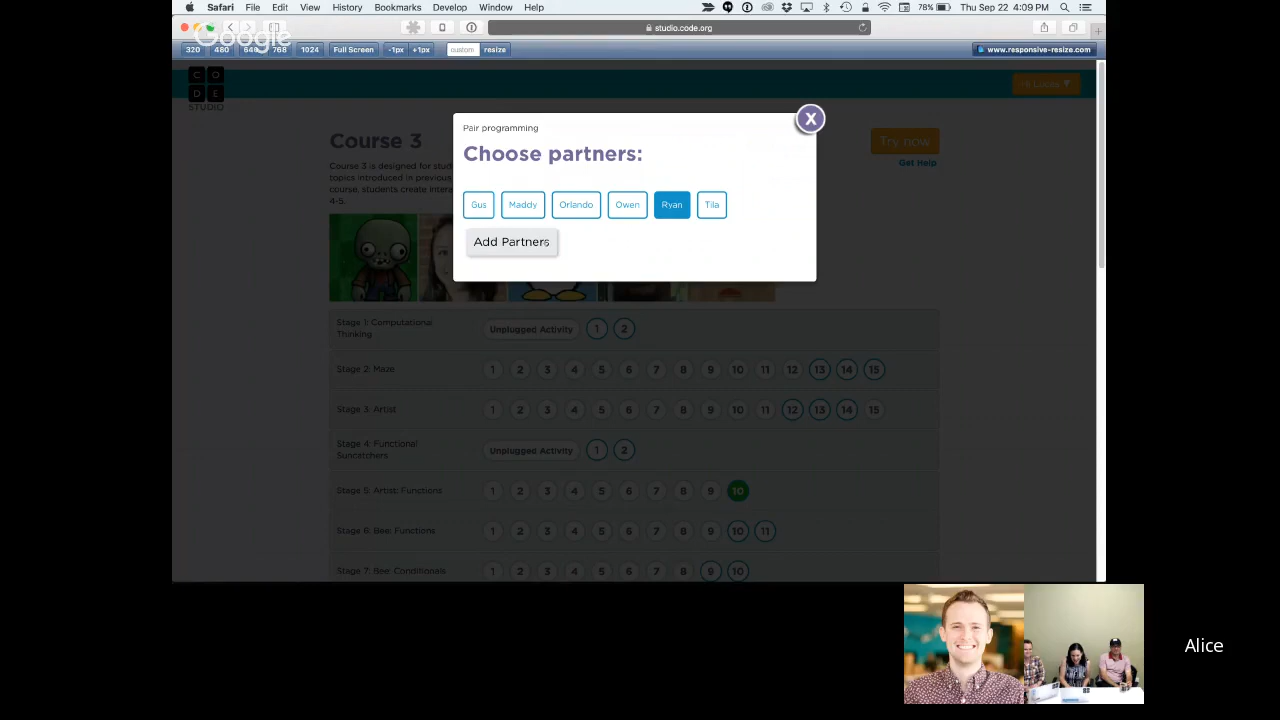 Safari File Edit View History Bookmarks Develop Window Help 78% Thu Sep 22 4:09 PM
studio.code.org
Google
320 480 640 768 1024 Full Screen -1px +1px custom resize www.responsive-resize.com
C O
D E
STUDIO
Hi Lucas ▼
Pair programming
X
Choose partners:
Gus Maddy Orlando Owen Ryan Tila
Add Partners
Course 3
Try now
Get Help
Course 3 is designed for stud
topics introduced in previous
course, students create intera
4-5.
Stage 1: Computational
Thinking
Unplugged Activity 1 2
Stage 2: Maze 1 2 3 4 5 6 7 8 9 10 11 12 13 14 15
Stage 3: Artist 1 2 3 4 5 6 7 8 9 10 11 12 13 14 15
Stage 4: Functional
Suncatchers
Unplugged Activity 1 2
Stage 5: Artist: Functions 1 2 3 4 5 6 7 8 9 10
Stage 6: Bee: Functions 1 2 3 4 5 6 7 8 9 10 11
Stage 7: Bee: Conditionals 1 2 3 4 5 6 7 8 9 10
Alice